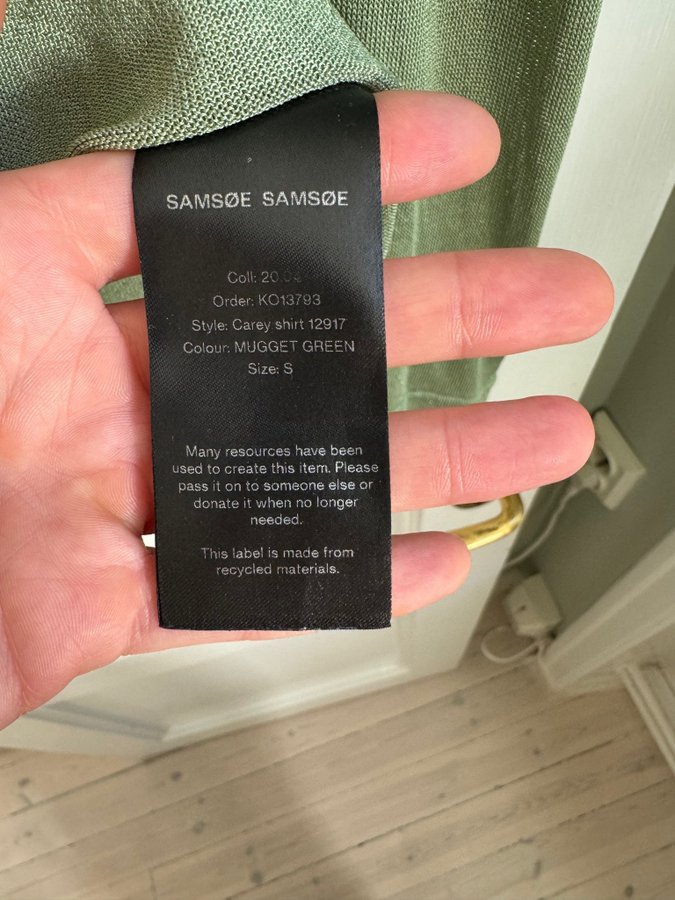 SAMSØE SAMSØE
Coll: 20.04
Order: KO13793
Style: Carey shirt 12917
Colour: MUGGET GREEN
Size: S
Many resources have been
used to create this item. Please
pass it on to someone else or
donate it when no longer
needed.
This label is made from
recycled materials.